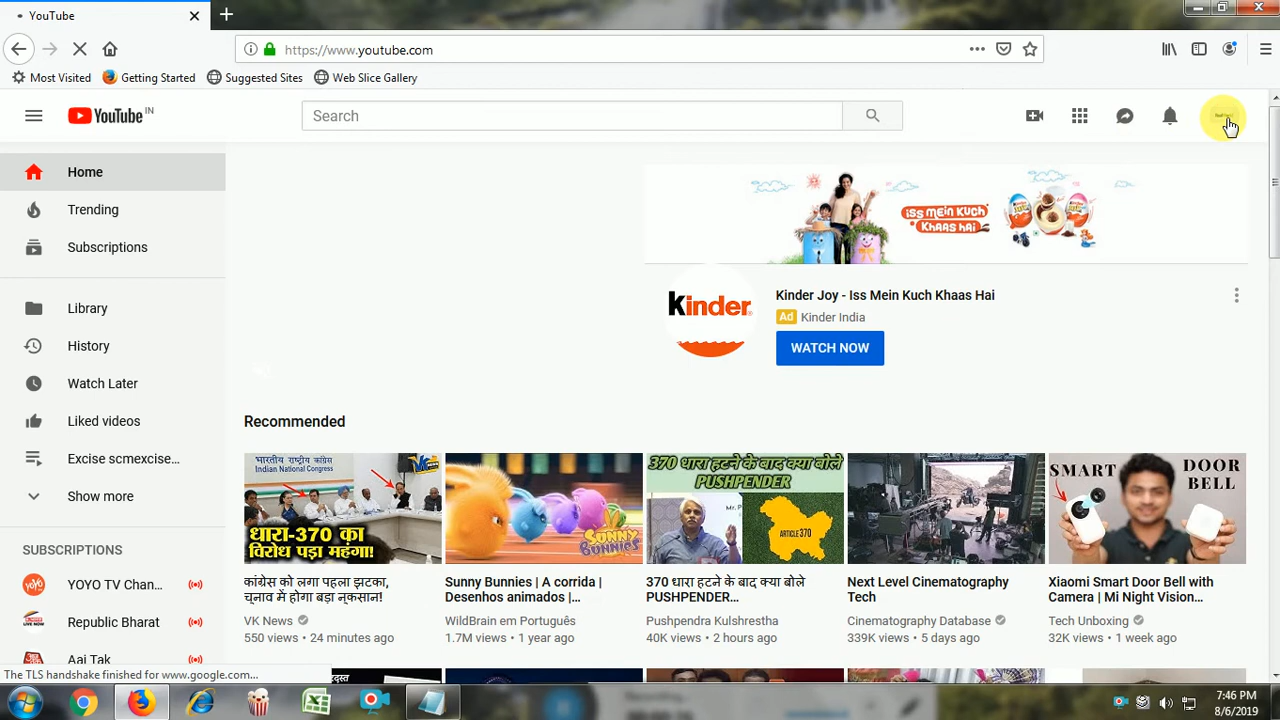 YouTube
https://www.youtube.com
Most Visited
Getting Started
Suggested Sites
Web Slice Gallery
YouTube IN
Search
Home
Trending
Subscriptions
Library
History
Watch Later
Liked videos
Excise scmexcise...
Show more
SUBSCRIPTIONS
YOYO TV Chan...
Republic Bharat
Aaj Tak
ISS MEIN KUCH
KHAAS HAI
Kinder
Kinder Joy - Iss Mein Kuch Khaas Hai
Ad Kinder India
WATCH NOW
Recommended
भारतीय राष्ट्रीय कांग्रेस
Indian National Congress
धारा-370 का
विरोध पड़ा महंगा!
कांग्रेस को लगा पहला झटका,
चुनाव में होगा बड़ा नुकसान!
VK News
550 views • 24 minutes ago
SUNNY
BUNNIES
Sunny Bunnies | A corrida |
Desenhos animados |...
WildBrain em Português
1.7M views • 1 year ago
370 धारा हटने के बाद क्या बोले
PUSHPENDER
ARTICLE
370
370 धारा हटने के बाद क्या बोले
PUSHPENDER...
Pushpendra Kulshrestha
40K views • 2 hours ago
Next Level Cinematography
Tech
Cinematography Database
339K views • 5 days ago
SMART DOOR
BELL
Xiaomi Smart Door Bell with
Camera | Mi Night Vision...
Tech Unboxing
32K views • 1 week ago
The TLS handshake finished for www.google.com...
7:46 PM
8/6/2019